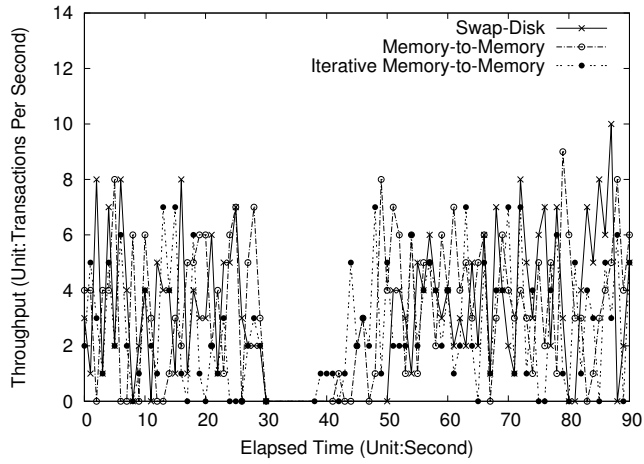 Throughput (Unit:Transactions Per Second)
14
12
10
8
6
4
2
0
Swap-Disk
Memory-to-Memory
Iterative Memory-to-Memory
0 10 20 30 40 50 60 70 80 90
Elapsed Time (Unit:Second)